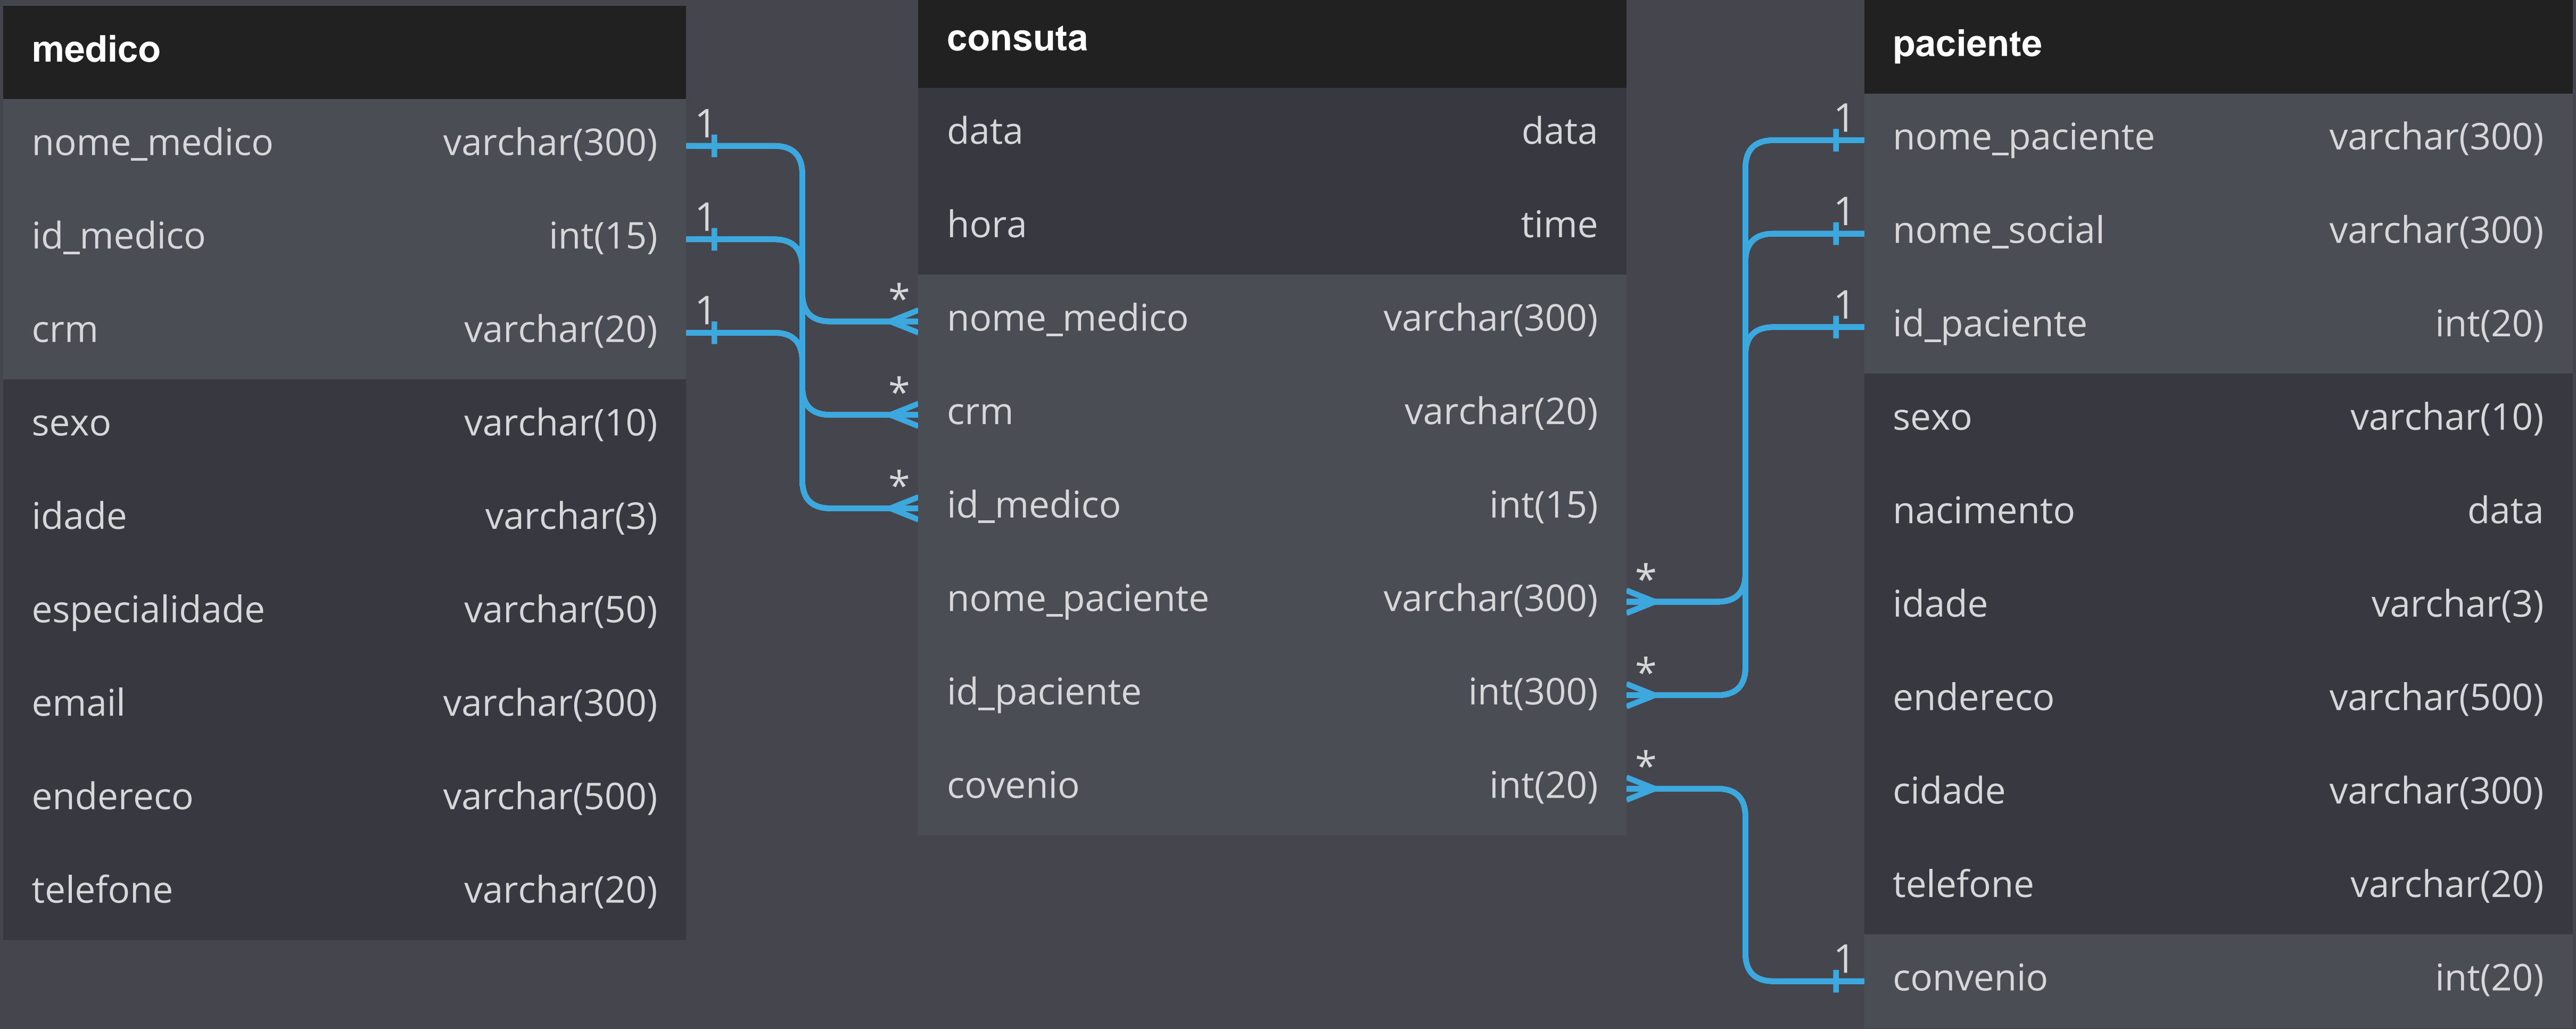 medico
nome_medico varchar(300)
id_medico int(15)
crm varchar(20)
sexo varchar(10)
idade varchar(3)
especialidade varchar(50)
email varchar(300)
endereco varchar(500)
telefone varchar(20)
1
1
1
*
*
*
consuta
data data
hora time
nome_medico varchar(300)
crm varchar(20)
id_medico int(15)
nome_paciente varchar(300)
id_paciente int(300)
covenio int(20)
*
*
*
1
1
1
1
paciente
nome_paciente varchar(300)
nome_social varchar(300)
id_paciente int(20)
sexo varchar(10)
nacimento data
idade varchar(3)
endereco varchar(500)
cidade varchar(300)
telefone varchar(20)
convenio int(20)